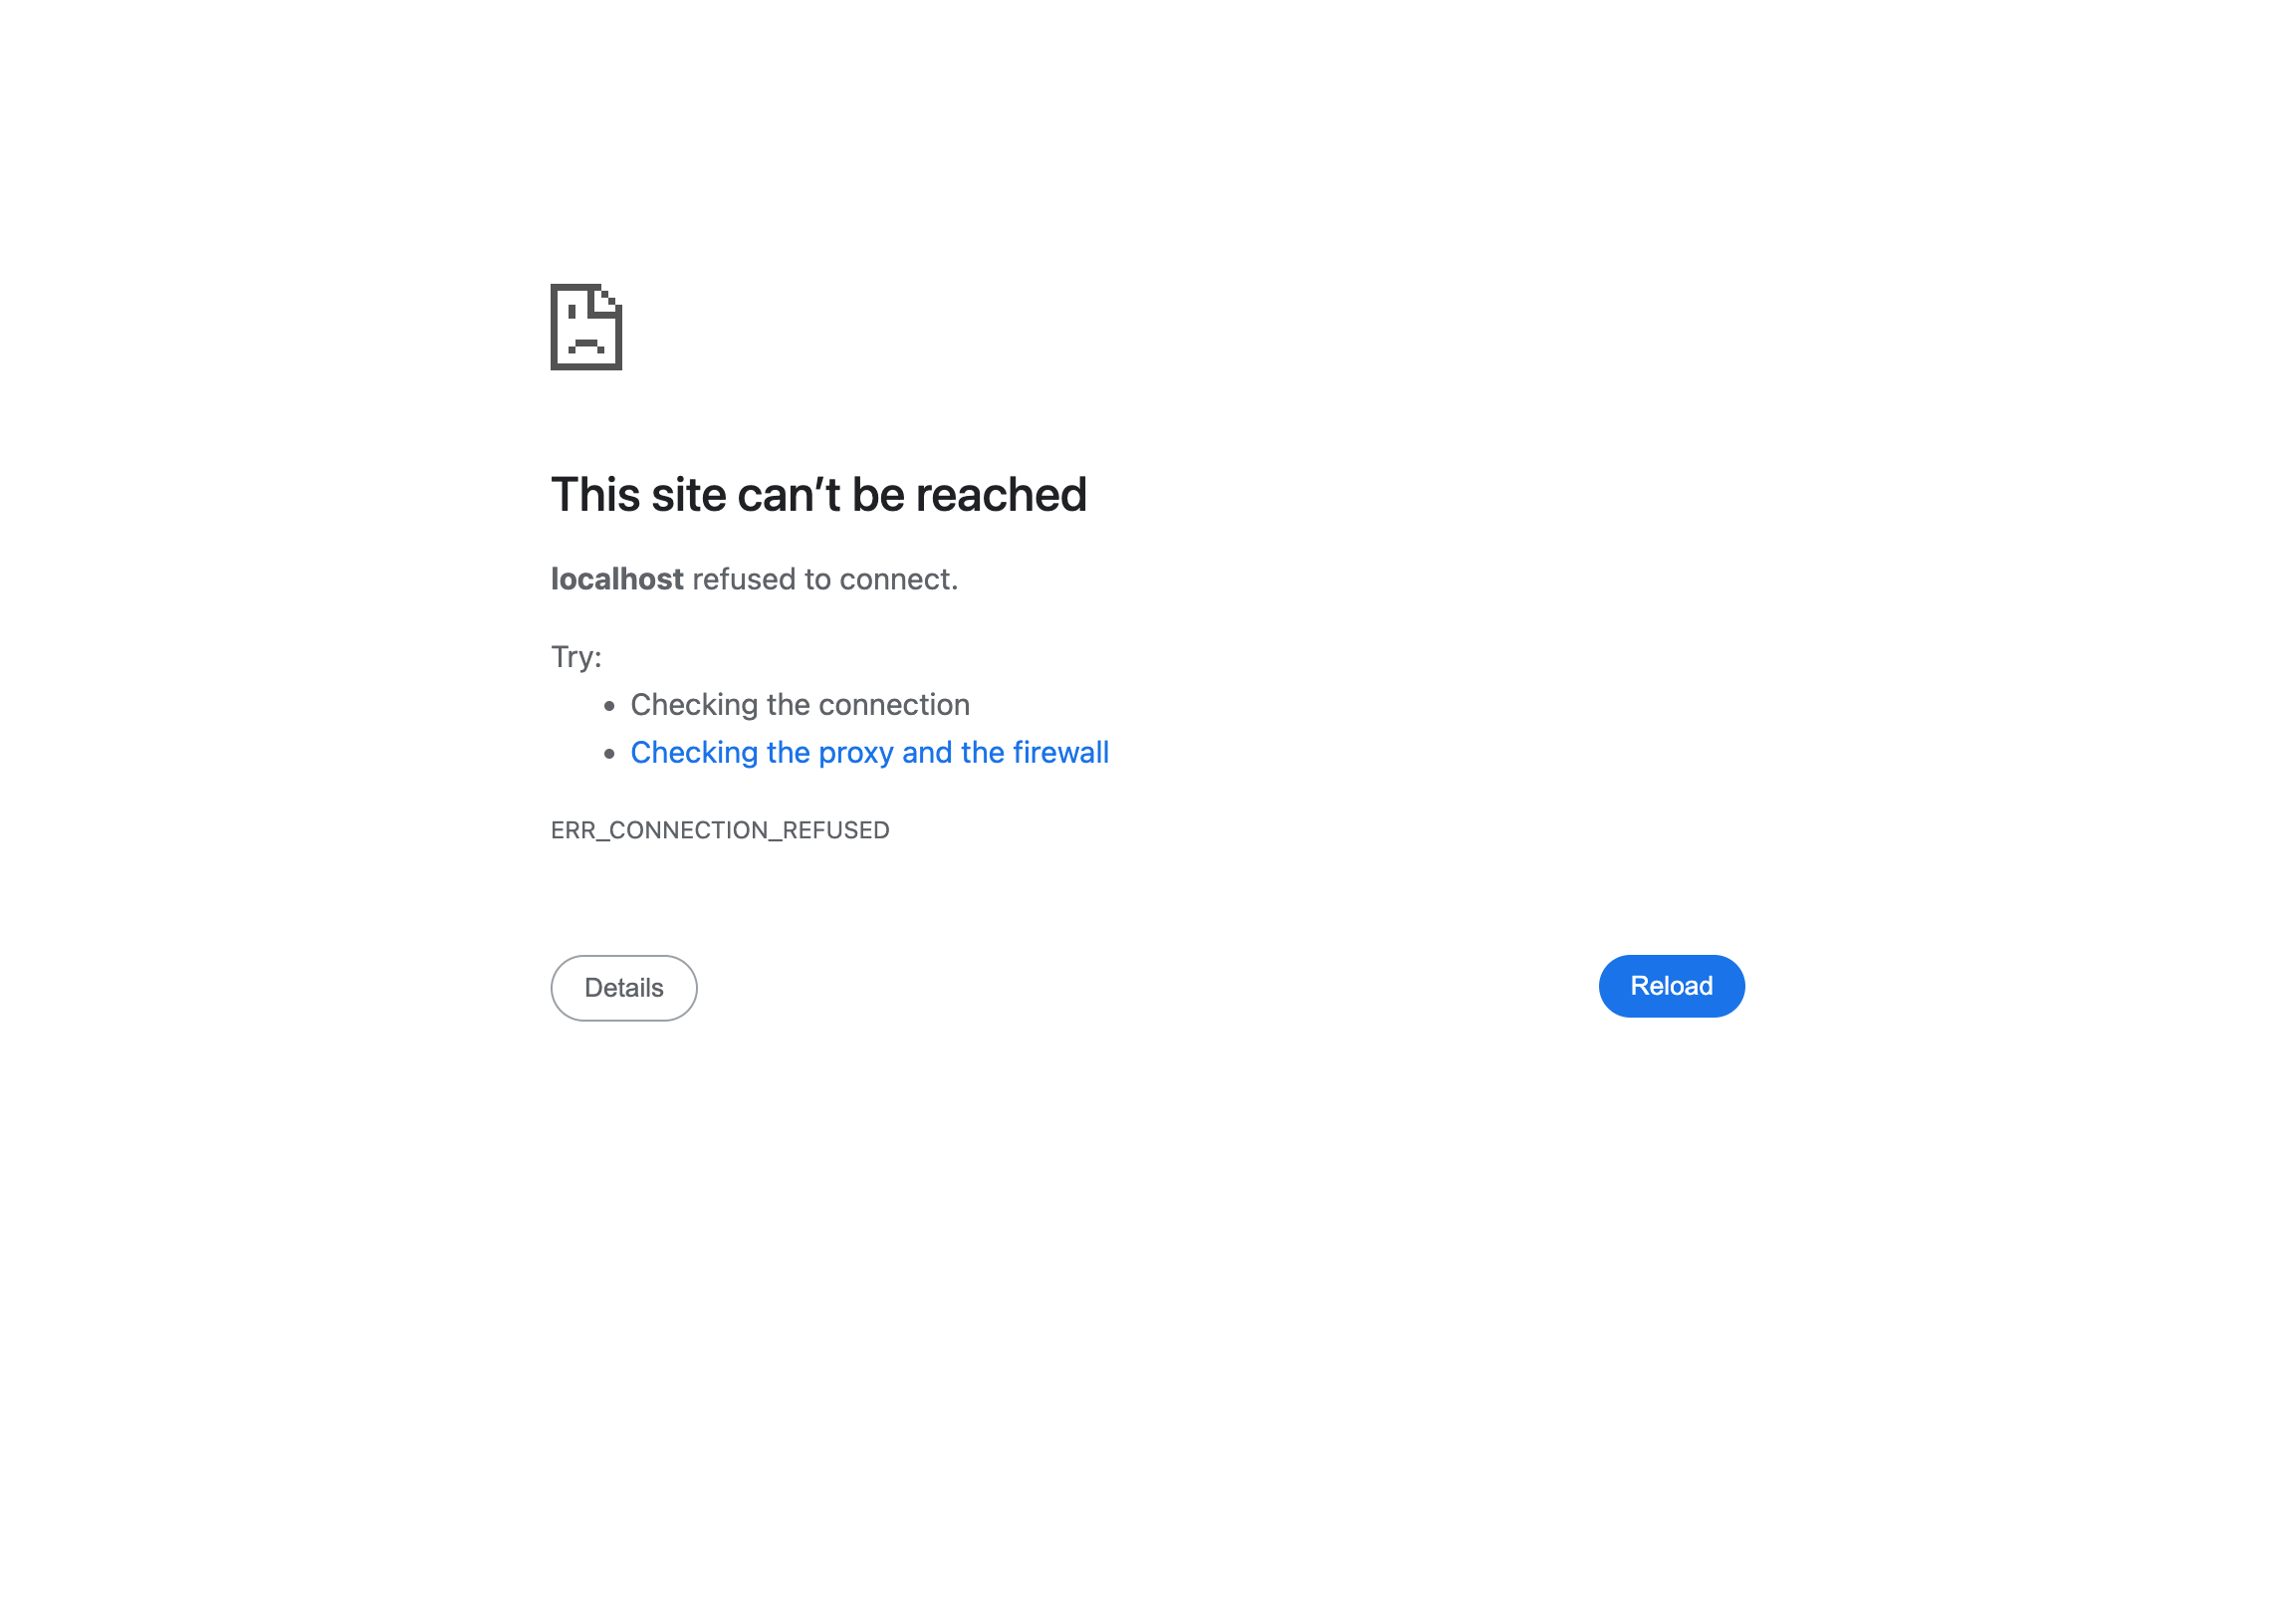 This site can’t be reached
localhost refused to connect.
Try:
Checking the connection
Checking the proxy and the firewall
ERR_CONNECTION_REFUSED
Details
Reload